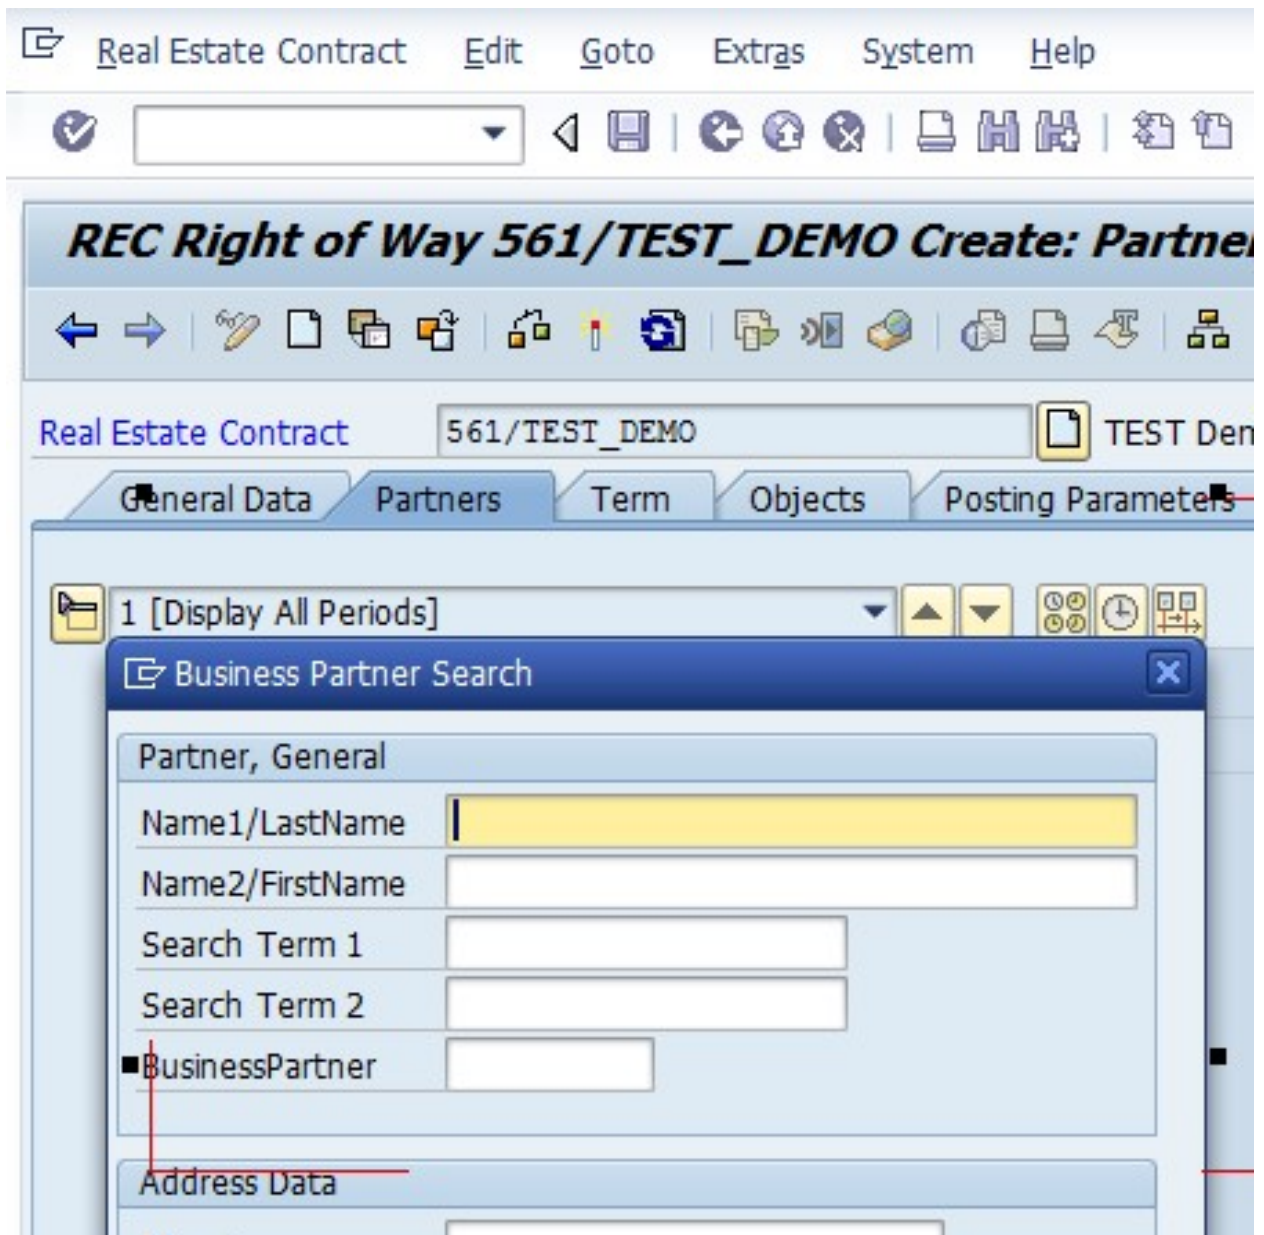 Real Estate Contract Edit Goto Extras System Help
REC Right of Way 561/TEST_DEMO Create: Partner
Real Estate Contract 561/TEST_DEMO TEST Dem
General Data Partners Term Objects Posting Parameters
1 [Display All Periods]
Business Partner Search
Partner, General
Name1/LastName
Name2/FirstName
Search Term 1
Search Term 2
BusinessPartner
Address Data